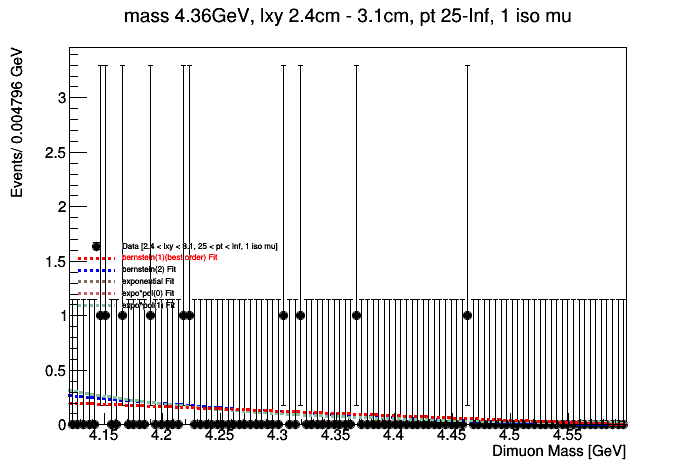 mass 4.36GeV, lxy 2.4cm - 3.1cm, pt 25-Inf, 1 iso mu
Events/ 0.004796 GeV
3
2.5
2
1.5
1
0.5
0
Data [2.4 < lxy < 3.1, 25 < pt < Inf, 1 iso mu]
bernstein(1)(best order) Fit
bernstein(2) Fit
exponential Fit
expo*pol(0) Fit
expo*pol(1) Fit
4.15 4.2 4.25 4.3 4.35 4.4 4.45 4.5 4.55
Dimuon Mass [GeV]